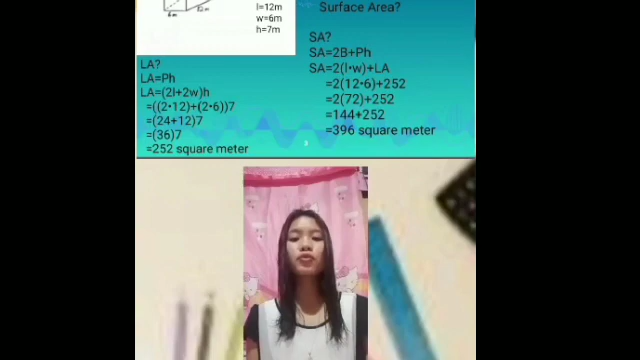 6m
12m
l=12m
w=6m
h=7m
LA?
LA=Ph
LA=(2l+2w)h
=((2•12)+(2•6))7
=(24+12)7
=(36)7
=252 square meter
Surface Area?
SA?
SA=2B+Ph
SA=2(l•w)+LA
=2(12•6)+252
=2(72)+252
=144+252
=396 square meter